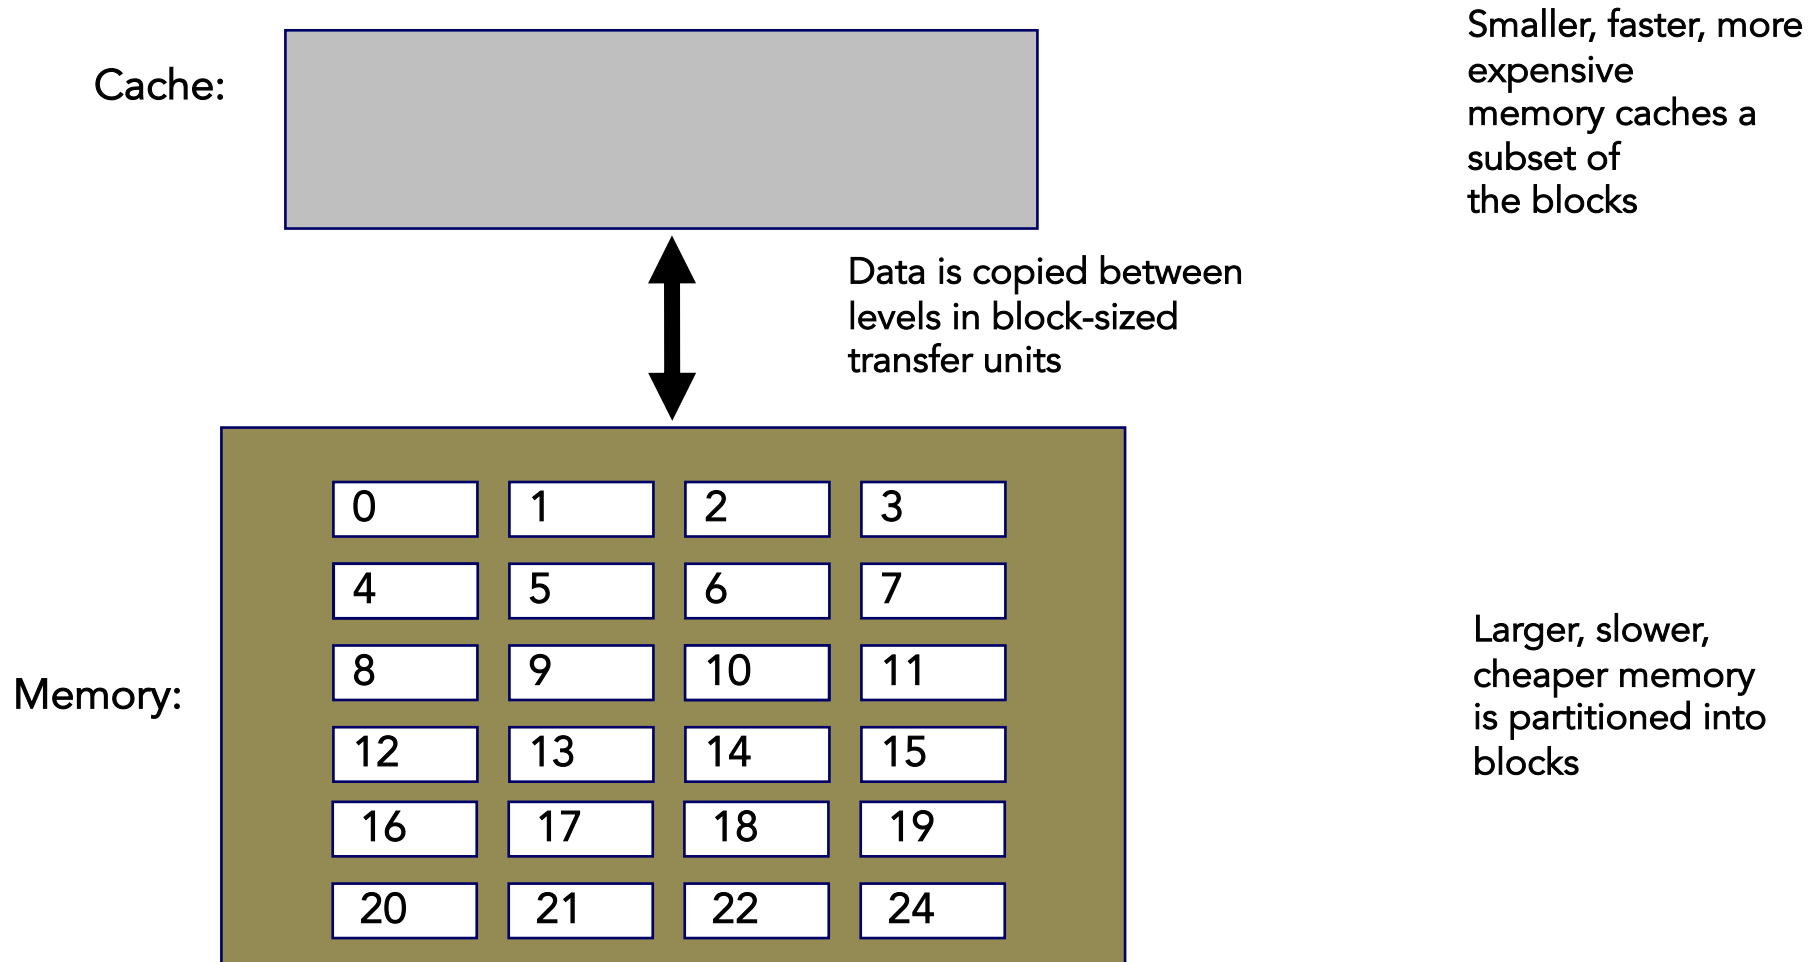 Cache:
Smaller, faster, more
expensive
memory caches a
subset of
the blocks
Data is copied between
levels in block-sized
transfer units
Memory:
0 1 2 3
4 5 6 7
8 9 10 11
12 13 14 15
16 17 18 19
20 21 22 24
Larger, slower,
cheaper memory
is partitioned into
blocks